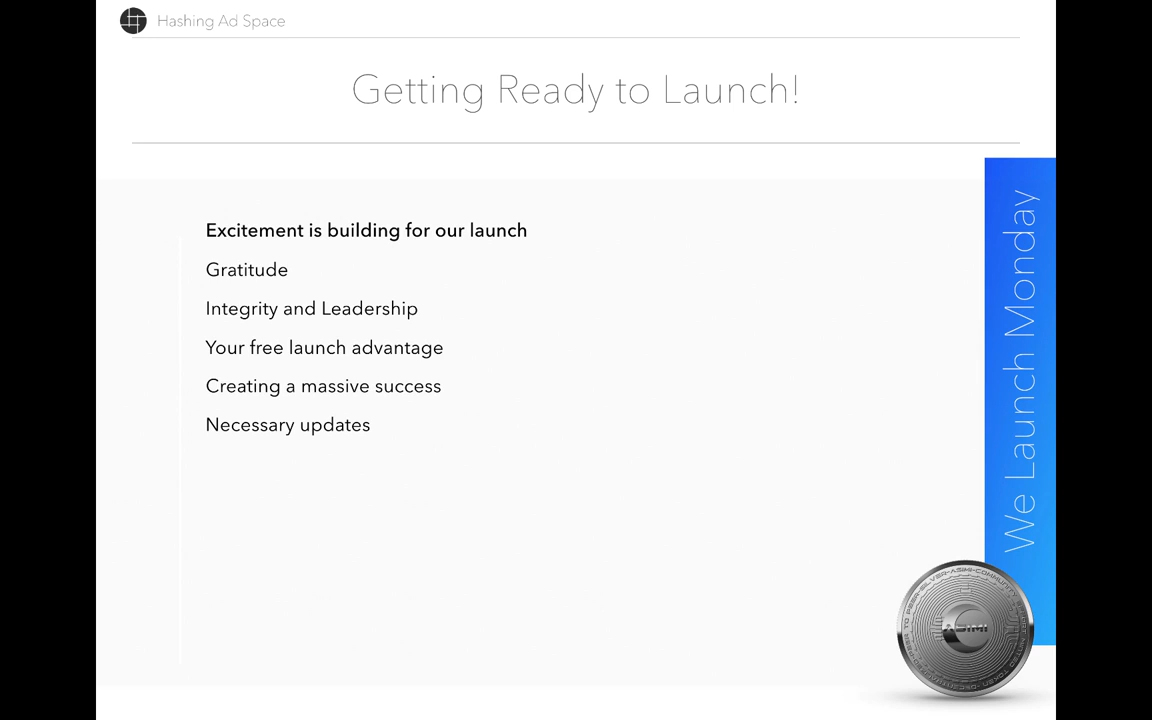 Hashing Ad Space
Getting Ready to Launch!
Excitement is building for our launch
Gratitude
Integrity and Leadership
Your free launch advantage
Creating a massive success
Necessary updates
We Launch Monday
ASIMI